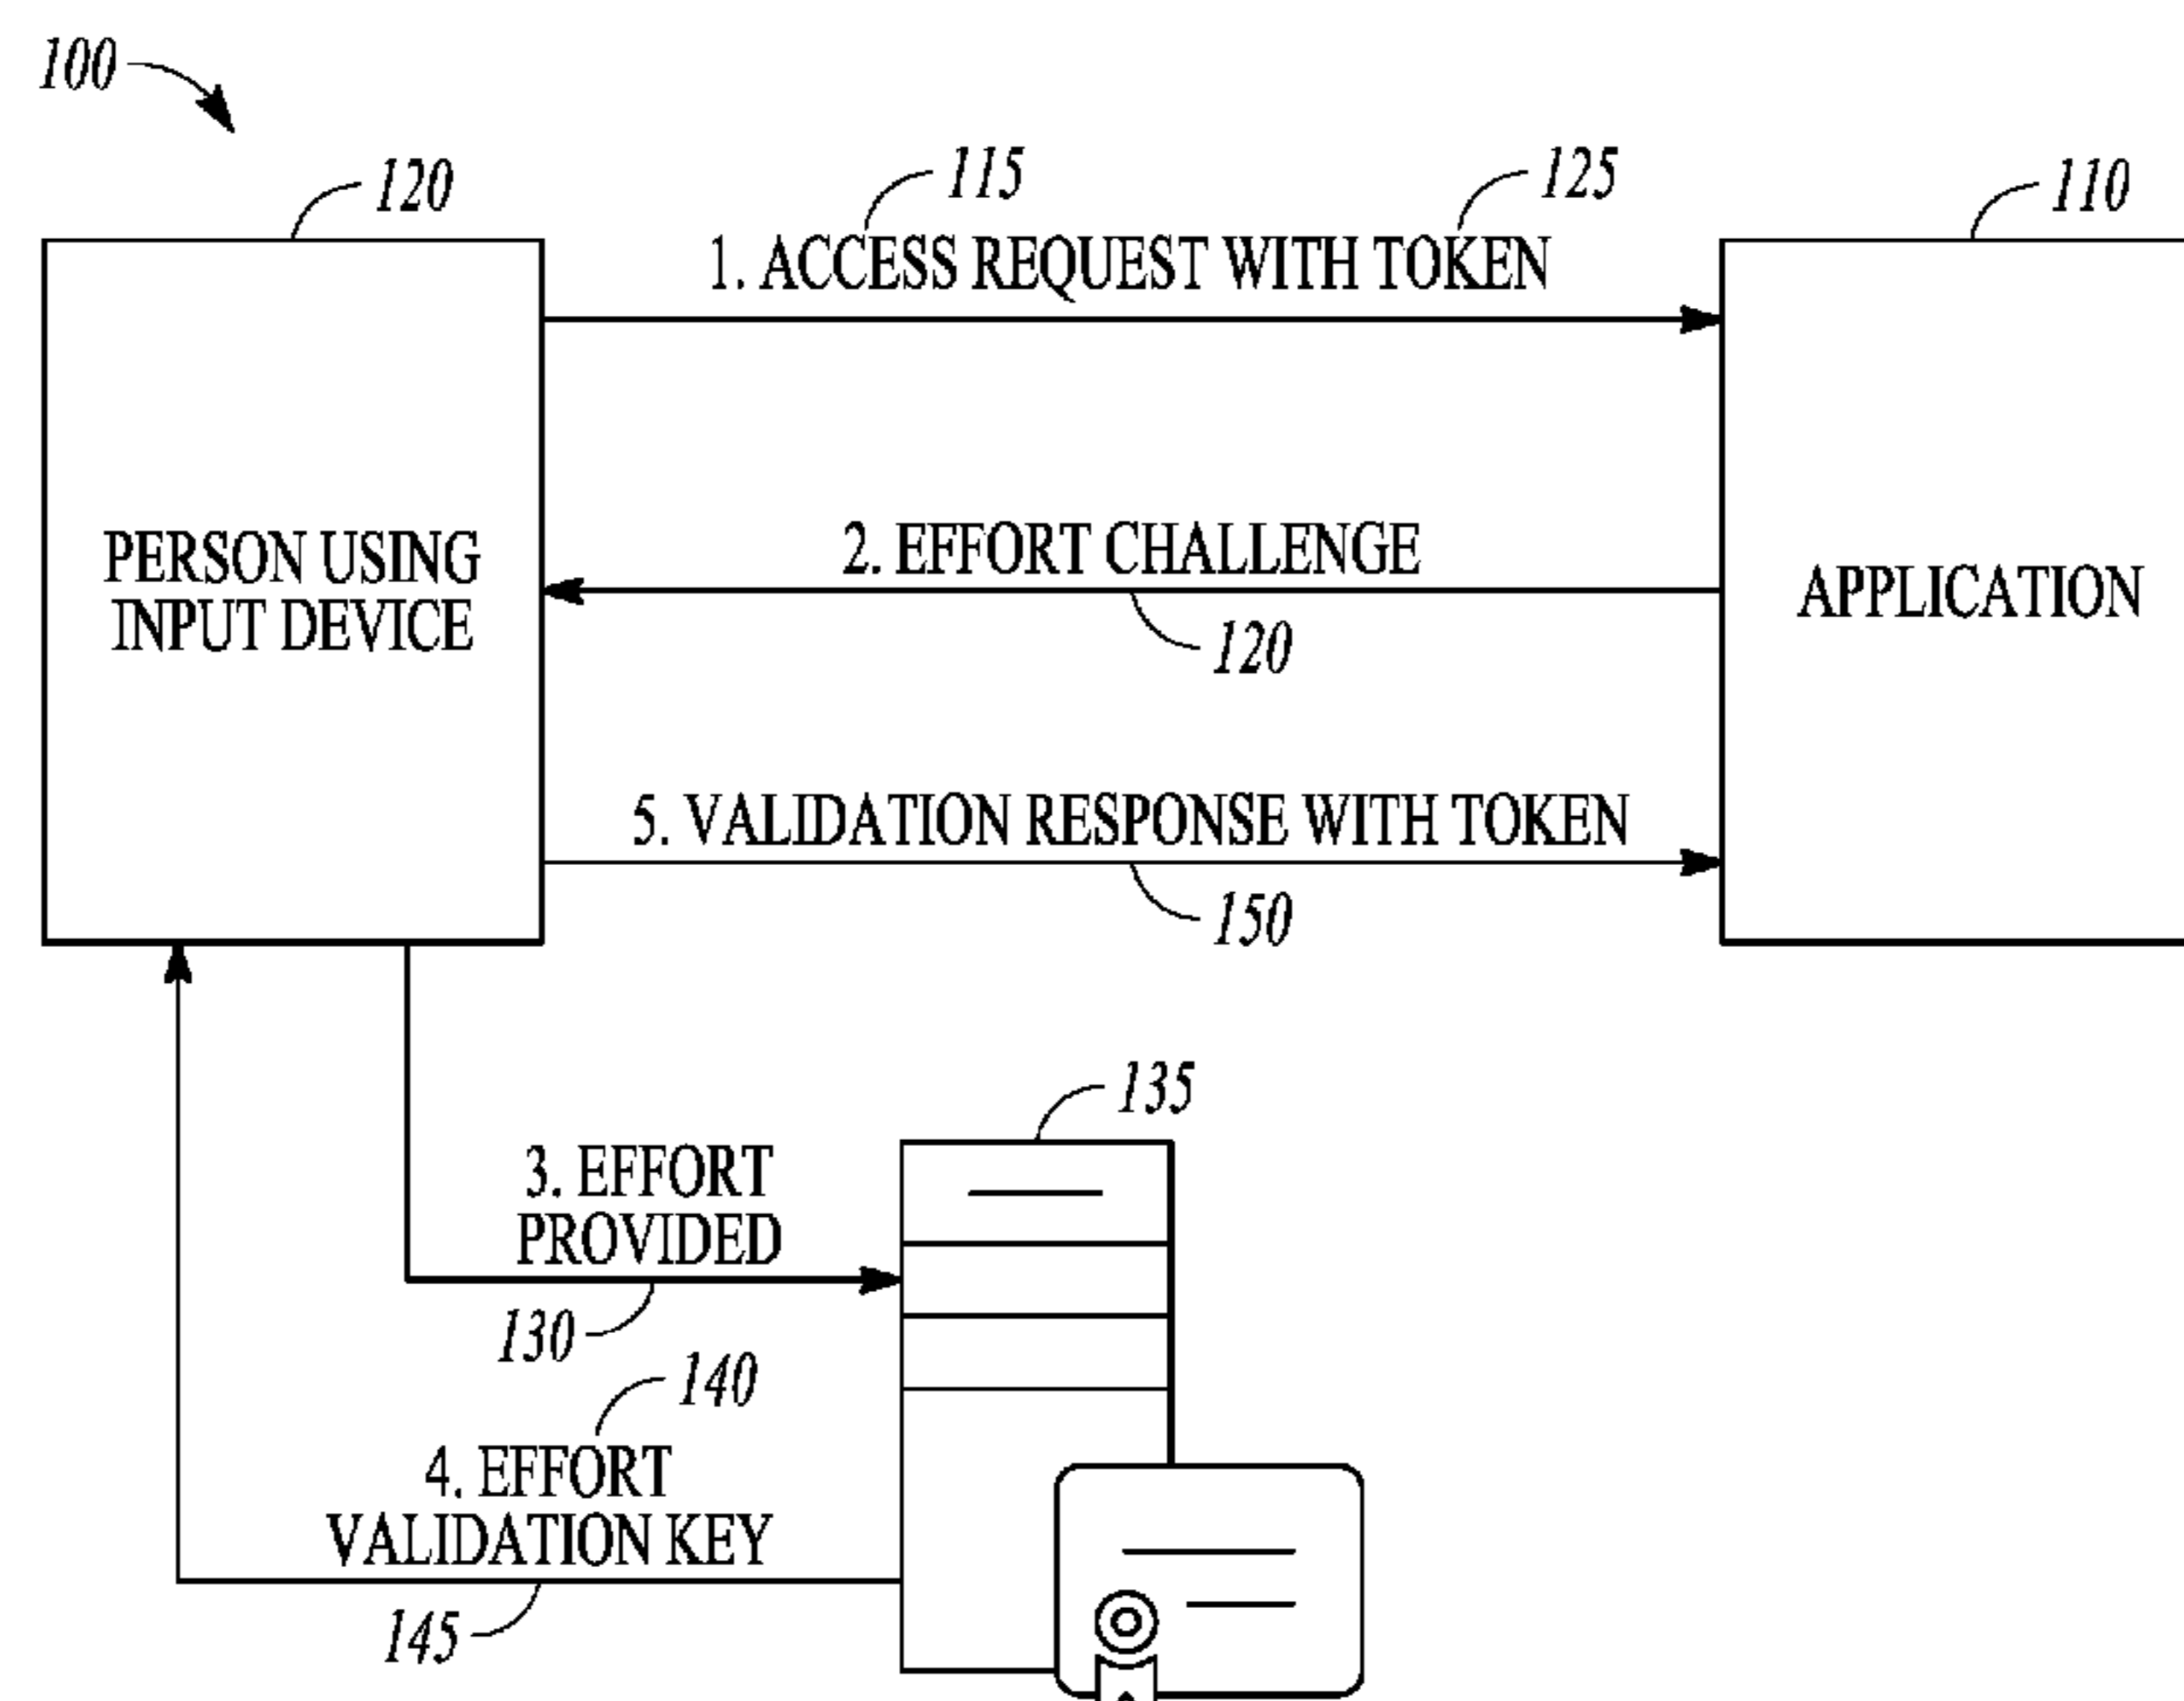 100
120
115
125
110
1. ACCESS REQUEST WITH TOKEN
2. EFFORT CHALLENGE
PERSON USING
INPUT DEVICE
APPLICATION
120
5. VALIDATION RESPONSE WITH TOKEN
150
135
3. EFFORT
PROVIDED
130
140
4. EFFORT
VALIDATION KEY
145